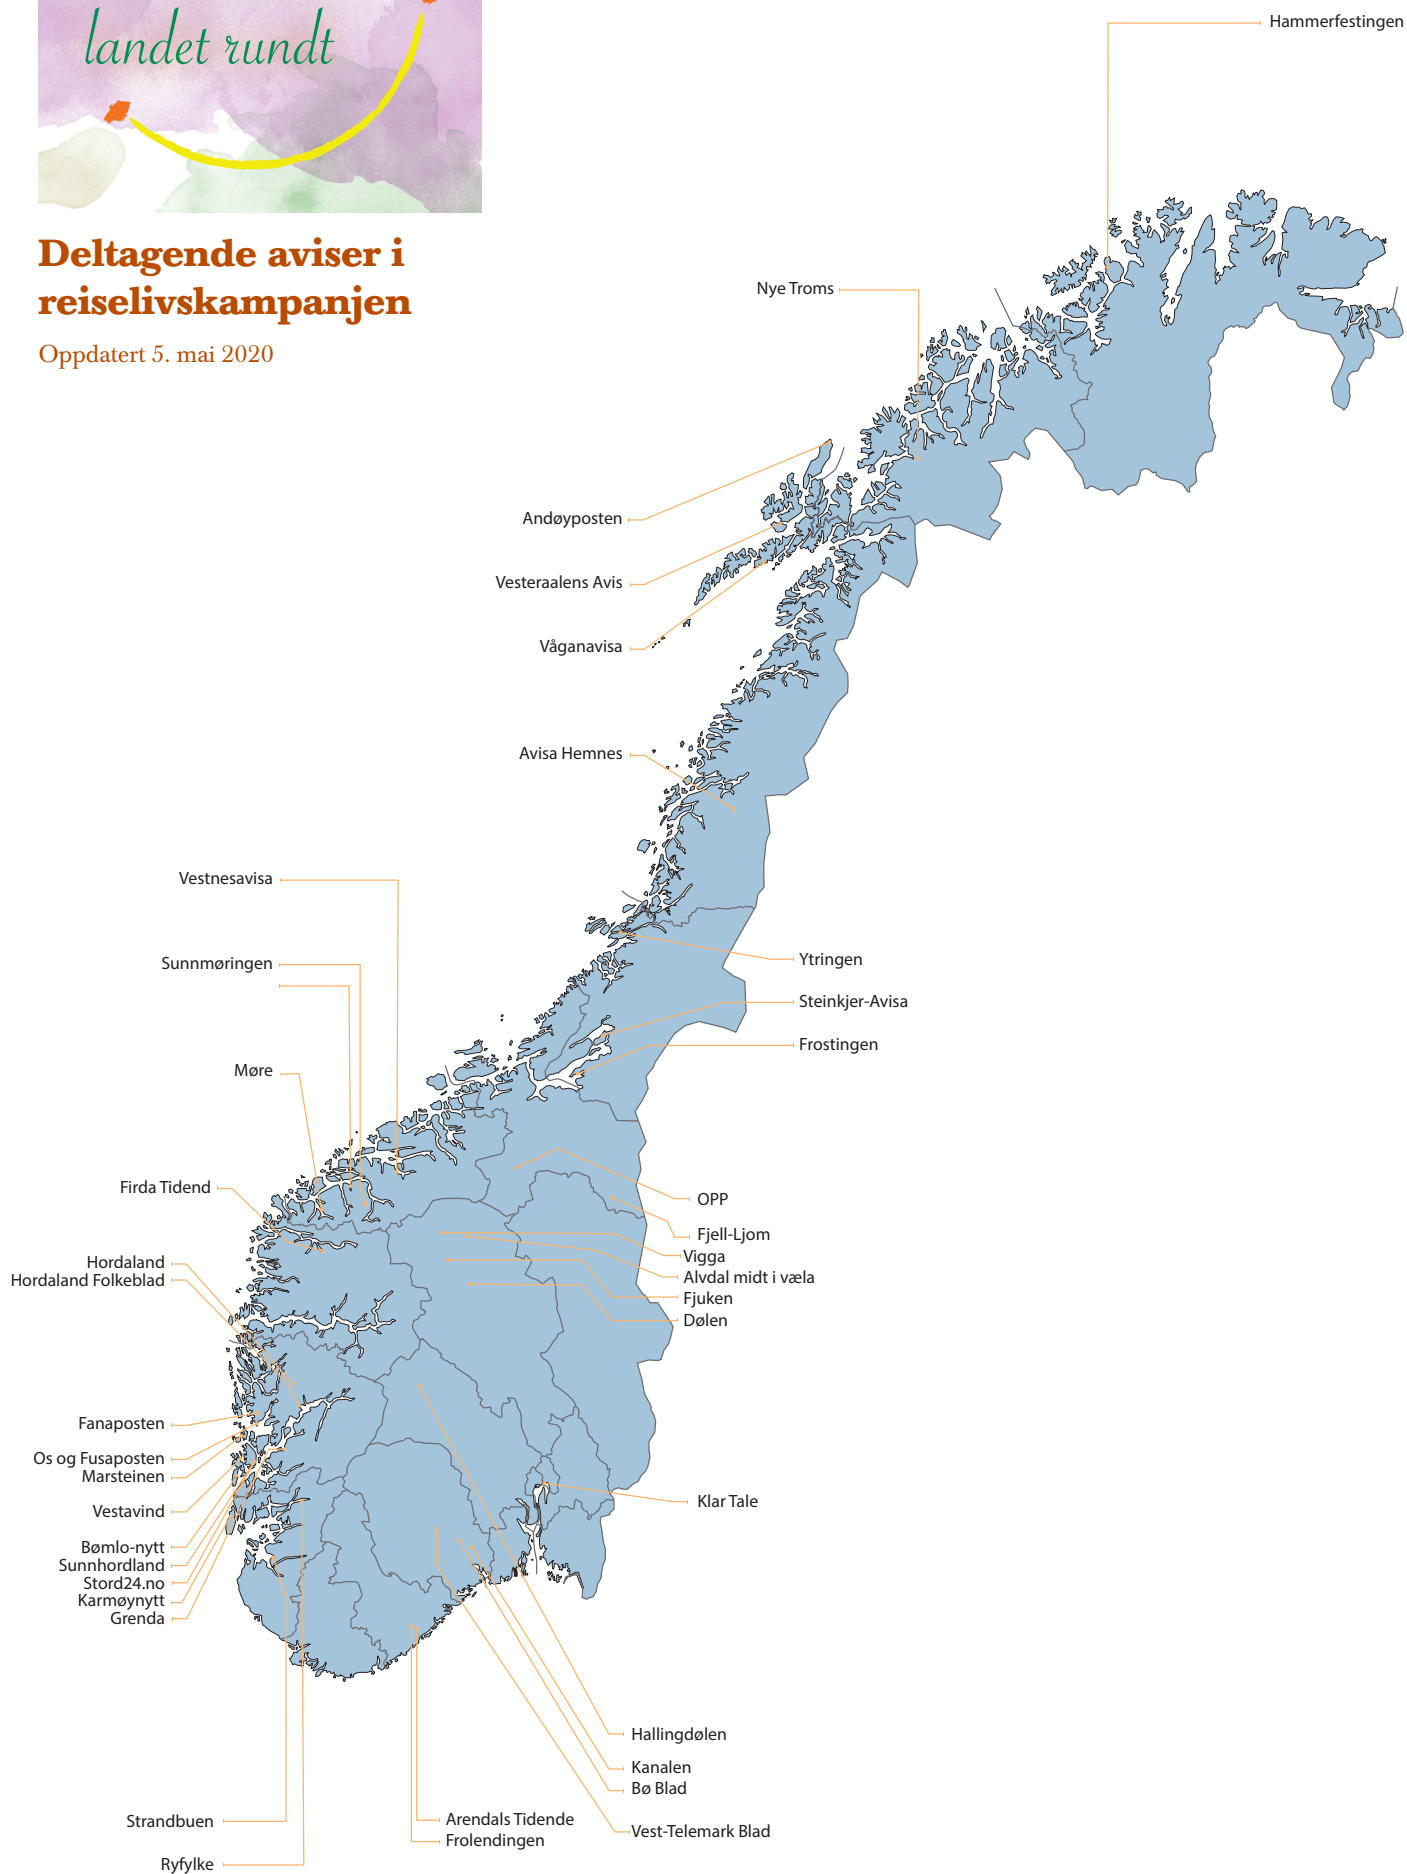 landet rundt
Deltagende aviser i
reiselivskampanjen
Oppdatert 5. mai 2020
Hammerfestingen
Nye Troms
Andøyposten
Vesteraalens Avis
Våganavisa
Avisa Hemnes
Vestnesavisa
Sunnmøringen
Ytringen
Steinkjer-Avisa
Frostingen
Møre
Firda Tidend
OPP
Fjell-Ljom
Vigga
Alvdal midt i væla
Fjuken
Dølen
Hordaland
Hordaland Folkeblad
Fanaposten
Os og Fusaposten
Marsteinen
Vestavind
Bømlo-nytt
Sunnhordland
Stord24.no
Karmøynytt
Grenda
Klar Tale
Hallingdølen
Kanalen
Bø Blad
Vest-Telemark Blad
Arendals Tidende
Frolendingen
Strandbuen
Ryfylke